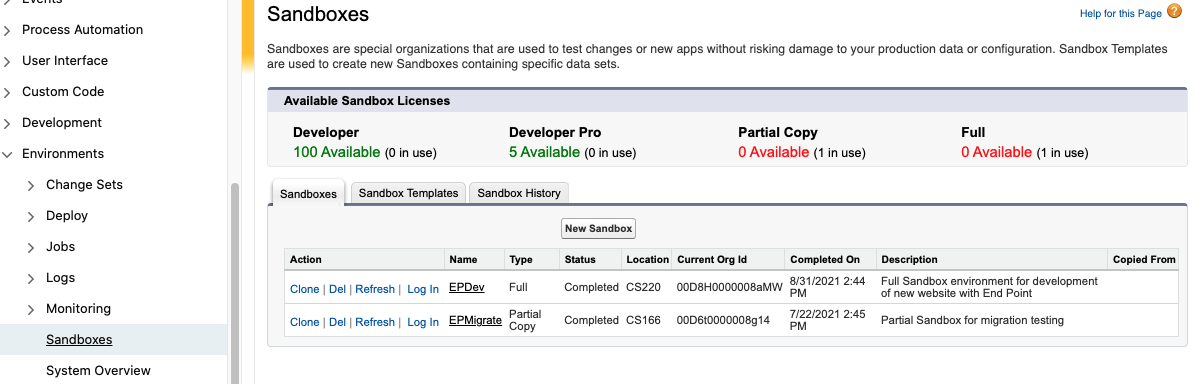 Events
Process Automation
User Interface
Custom Code
Development
Environments
Change Sets
Deploy
Jobs
Logs
Monitoring
Sandboxes
System Overview
Sandboxes
Help for this Page ?
Sandboxes are special organizations that are used to test changes or new apps without risking damage to your production data or configuration. Sandbox Templates
are used to create new Sandboxes containing specific data sets.
Available Sandbox Licenses
Developer Developer Pro Partial Copy Full
100 Available (0 in use) 5 Available (0 in use) 0 Available (1 in use) 0 Available (1 in use)
Sandboxes Sandbox Templates Sandbox History
New Sandbox
Action Name Type Status Location Current Org Id Completed On Description Copied From
Clone | Del | Refresh | Log In EPDev Full Completed CS220 00D8H0000008aMW 8/31/2021 2:44
PM Full Sandbox environment for development
of new website with End Point
Clone | Del | Refresh | Log In EPMigrate Partial
Copy Completed CS166 00D6t0000008g14 7/22/2021 2:45
PM Partial Sandbox for migration testing